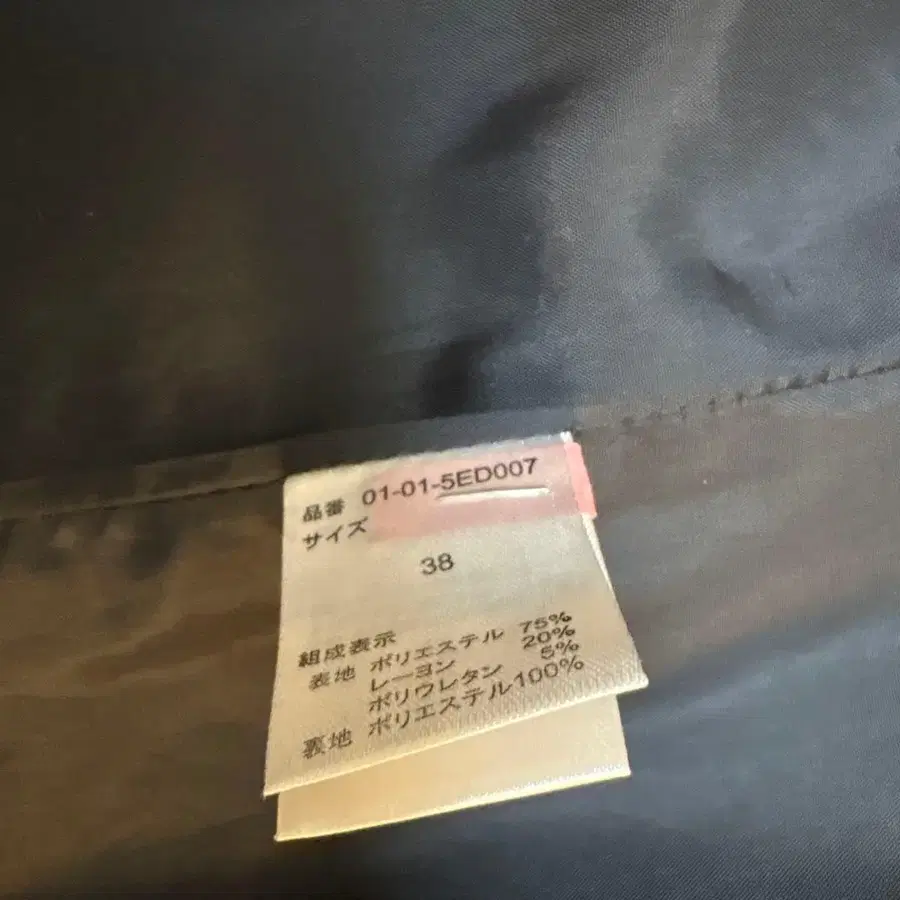 品番 01-01-5ED007
サイズ
38
組成表示
表地 ポリエステル 75%
レーヨン 20%
ポリウレタン 5%
裏地 ポリエステル100%